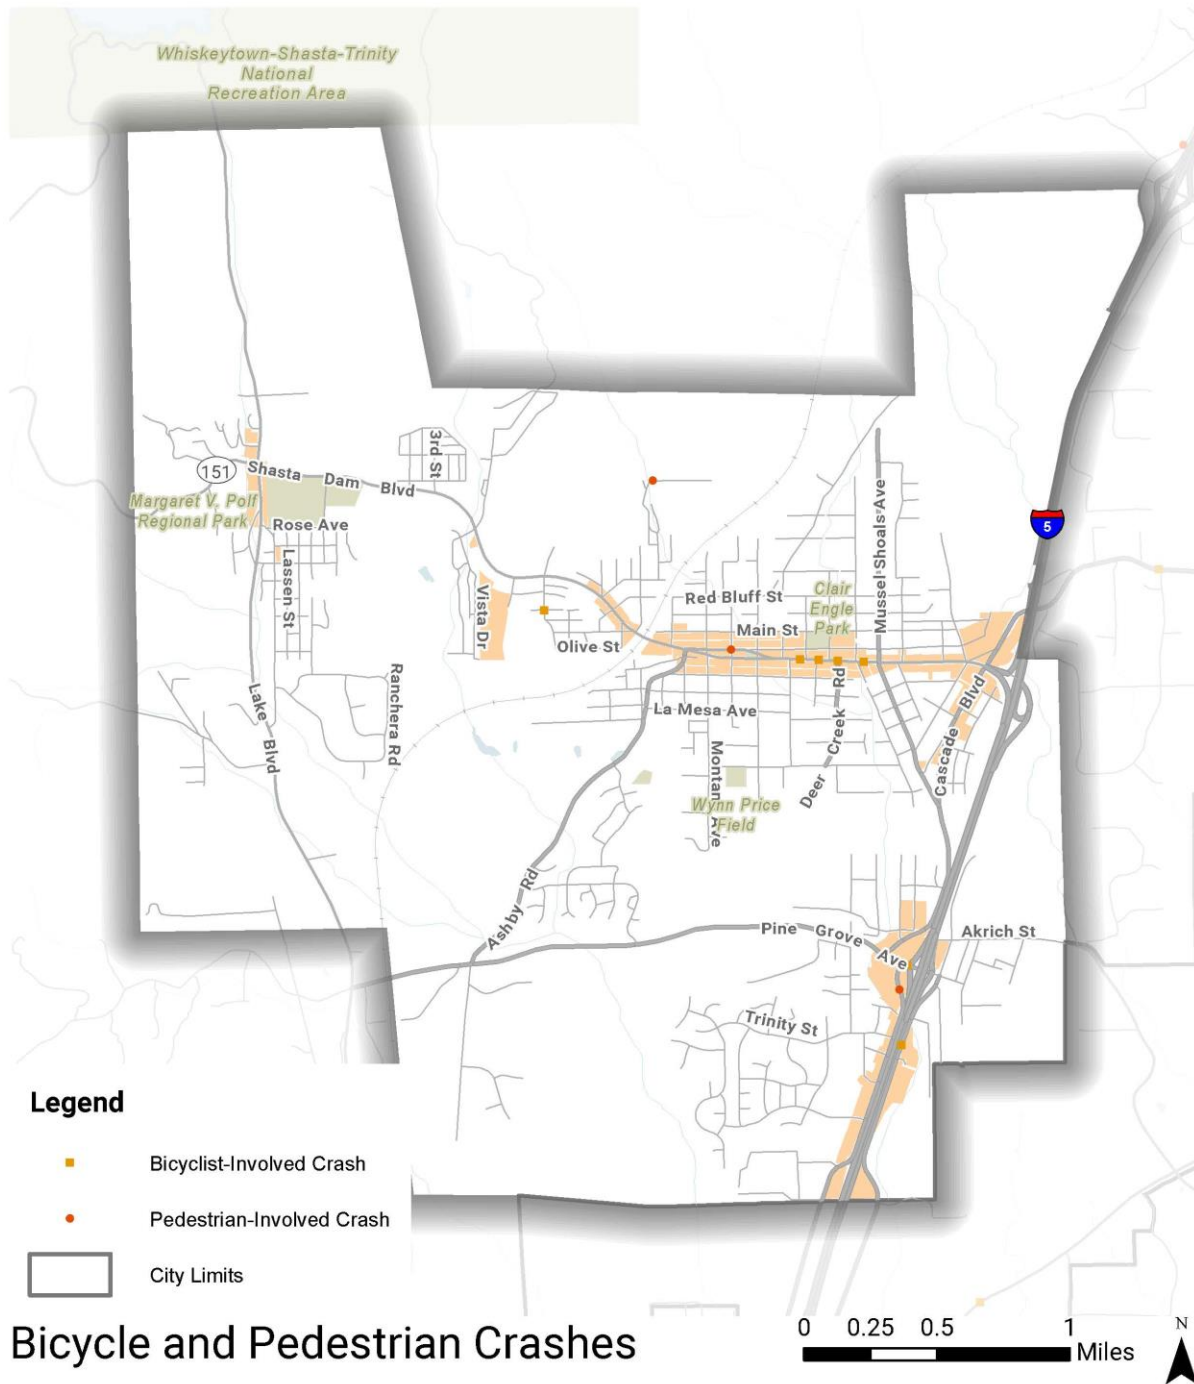 Whiskeytown-Shasta-Trinity
National
Recreation Area
3rd St
151
Shasta Dam Blvd
Margaret V. Polf
Regional Park
Rose Ave
Lassen St
Mussel Shoals Ave
5
Vista Dr
Red Bluff St
Clair
Engle
Park
Main St
Olive St
Ranchera Rd
Lake Blvd
La Mesa Ave
Deer Creek Rd
Cascade Blvd
Montana Ave
Wynn Price
Field
Ashby Rd
Pine Grove Ave
Akrich St
Trinity St
Legend
Bicyclist-Involved Crash
Pedestrian-Involved Crash
City Limits
Bicycle and Pedestrian Crashes
0 0.25 0.5 1
Miles
N